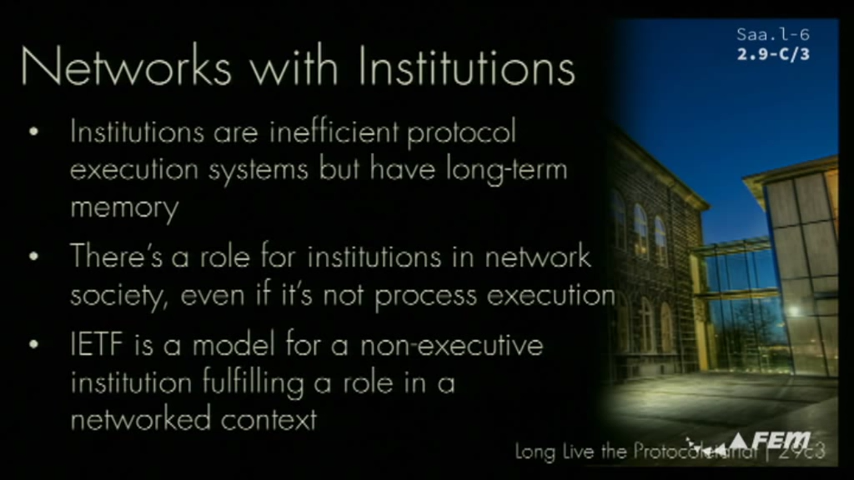 Saa.l-6
2.9-C/3
Networks with Institutions
• Institutions are inefficient protocol
execution systems but have long-term
memory
• There's a role for institutions in network
society, even if it's not process execution
• IETF is a model for a non-executive
institution fulfilling a role in a
networked context
FEM
Long Live the Protocoletariat | 29c3